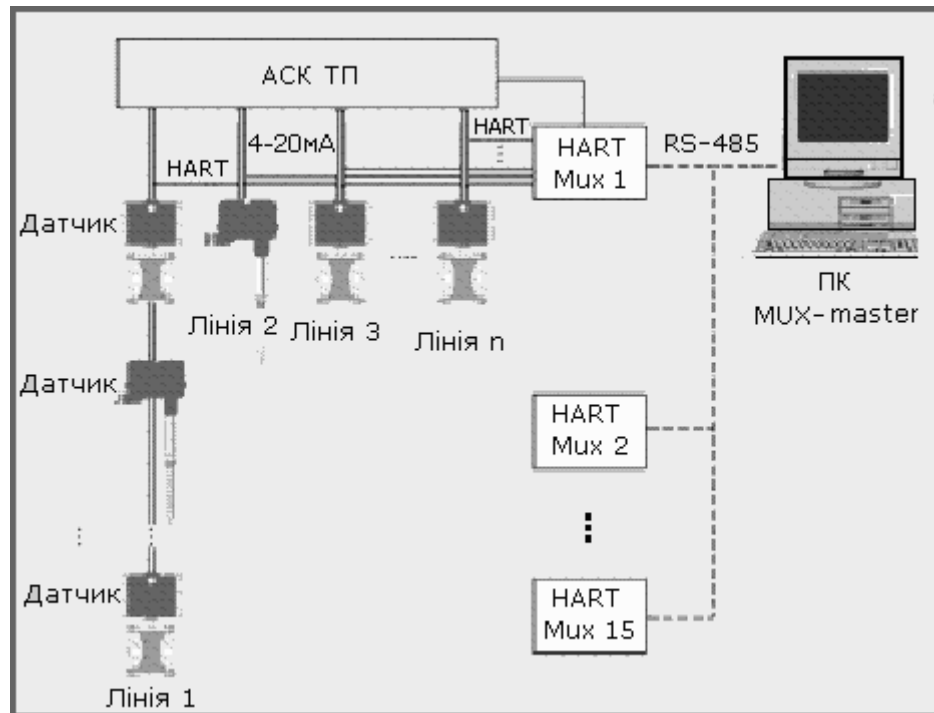 АСК ТП
HART
4-20мА
HART
HART
Mux 1
RS-485
Датчик
Лінія 2
Лінія 3
Лінія n
ПК
MUX-master
Датчик
HART
Mux 2
Датчик
HART
Mux 15
Лінія 1